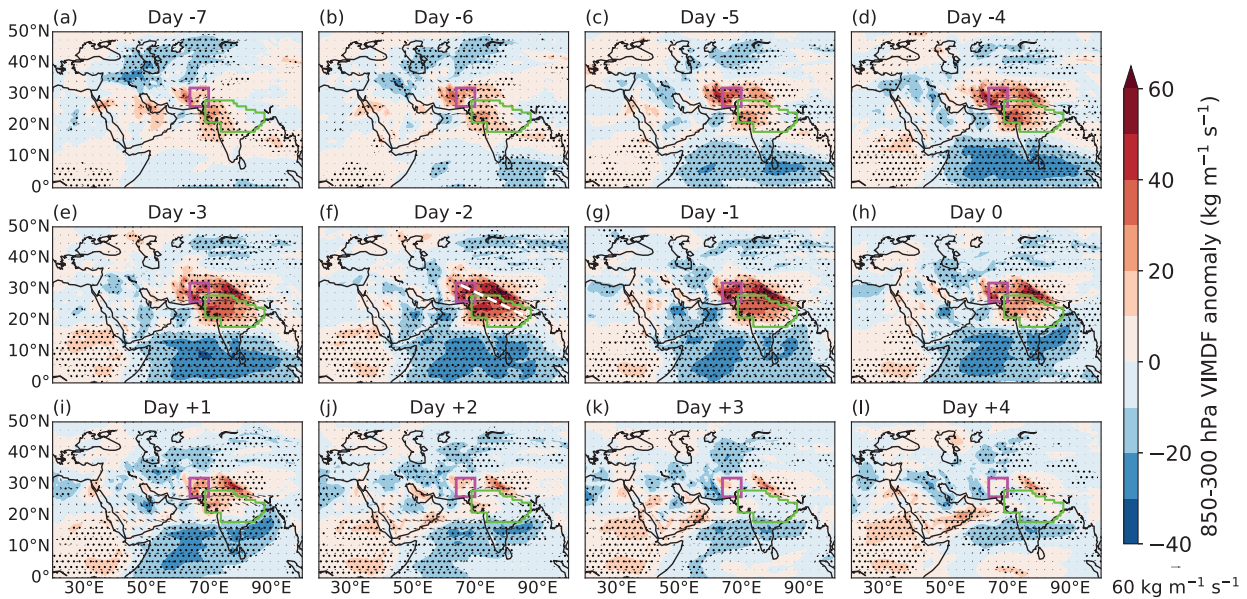 (a) Day -7 (b) Day -6 (c) Day -5 (d) Day -4
50°N
40°N
30°N
20°N
10°N
0°
(e) Day -3 (f) Day -2 (g) Day -1 (h) Day 0
50°N
40°N
30°N
20°N
10°N
0°
(i) Day +1 (j) Day +2 (k) Day +3 (l) Day +4
50°N
40°N
30°N
20°N
10°N
0°
30°E 50°E 70°E 90°E 30°E 50°E 70°E 90°E 30°E 50°E 70°E 90°E 30°E 50°E 70°E 90°E
60
40
20
0
−20
−40
850-300 hPa VIMDF anomaly (kg m⁻¹ s⁻¹)
60 kg m⁻¹ s⁻¹